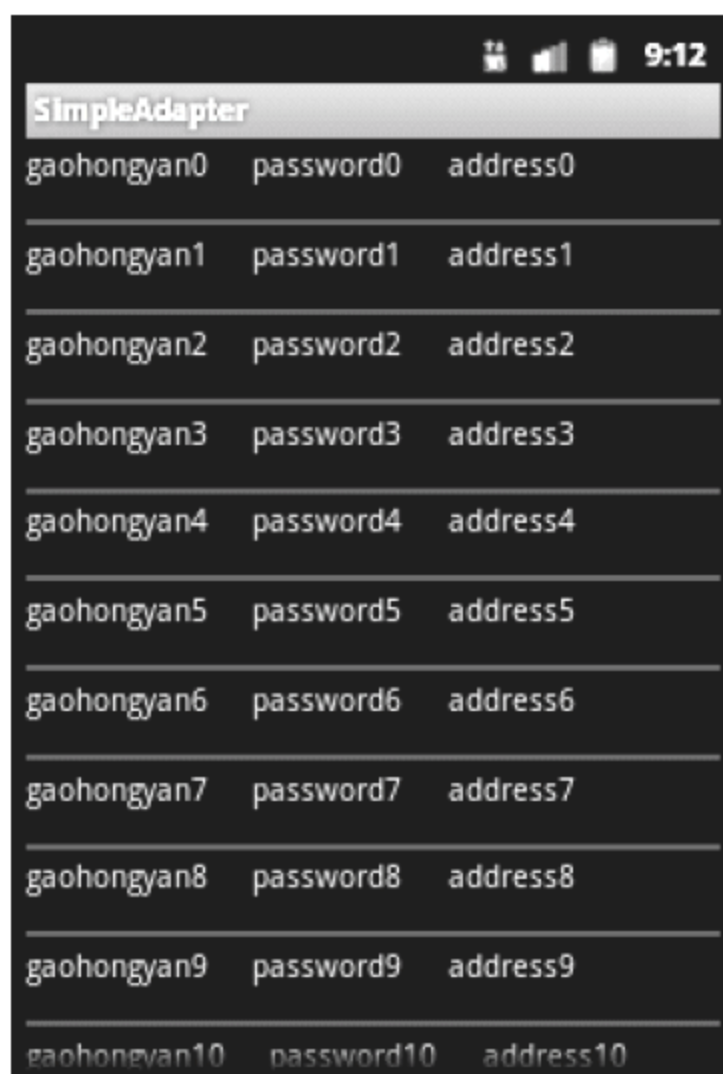 9:12
SimpleAdapter
gaohongyan0 password0 address0
gaohongyan1 password1 address1
gaohongyan2 password2 address2
gaohongyan3 password3 address3
gaohongyan4 password4 address4
gaohongyan5 password5 address5
gaohongyan6 password6 address6
gaohongyan7 password7 address7
gaohongyan8 password8 address8
gaohongyan9 password9 address9
gaohongyan10 password10 address10